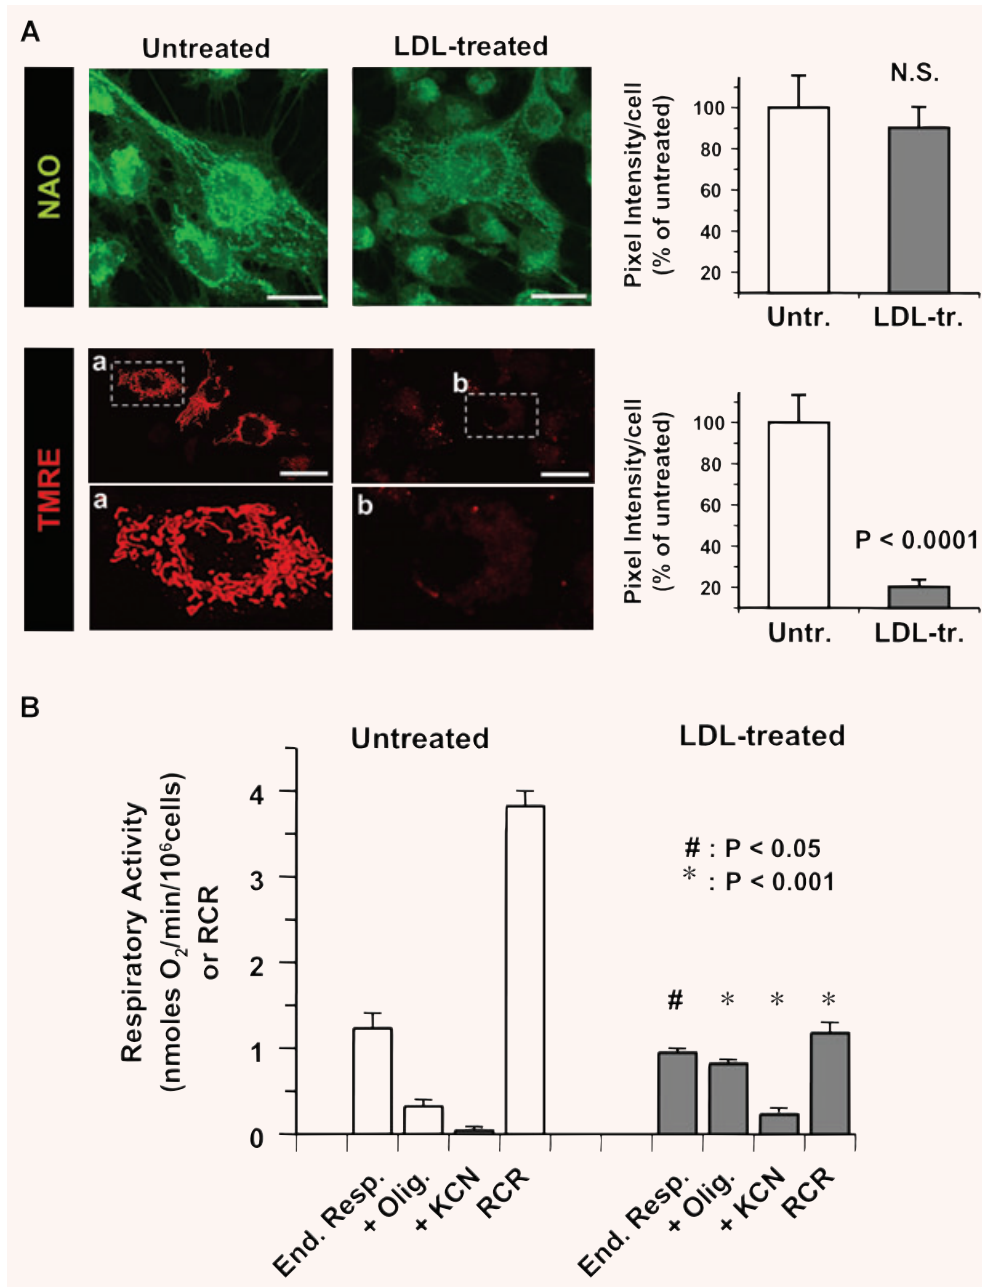 A
Untreated
LDL-treated
NAO
Pixel Intensity/cell
(% of untreated)
100
80
60
40
20
N.S.
Untr.
LDL-tr.
TMRE
a
b
a
b
Pixel Intensity/cell
(% of untreated)
100
80
60
40
20
P < 0.0001
Untr.
LDL-tr.
B
Untreated
LDL-treated
Respiratory Activity
(nmoles O₂/min/10⁶cells)
or RCR
4
3
2
1
0
# : P < 0.05
* : P < 0.001
# * * *
End. Resp.
+ Olig.
+ KCN
RCR
End. Resp.
+ Olig.
+ KCN
RCR